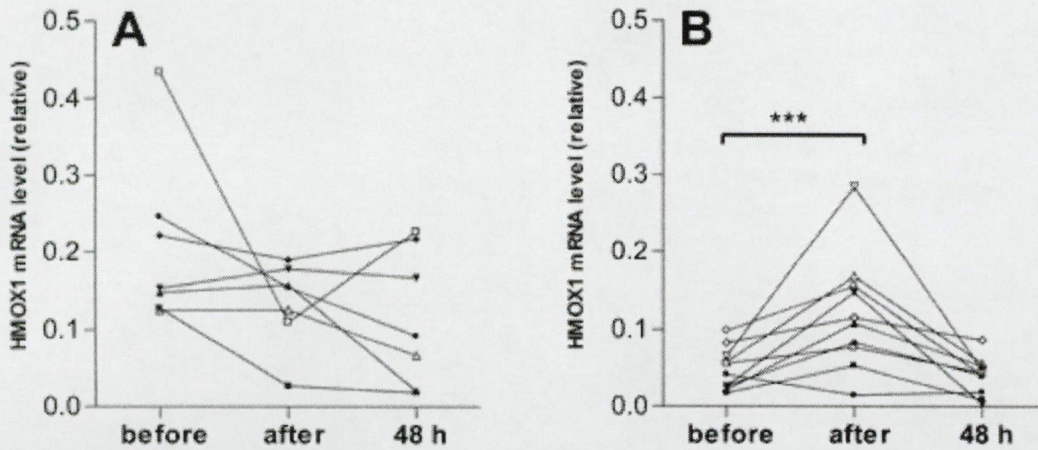 A
HMOX1 mRNA level (relative)
0.5
0.4
0.3
0.2
0.1
0.0
before after 48 h
B
HMOX1 mRNA level (relative)
0.5
0.4
0.3
0.2
0.1
0.0
***
before after 48 h